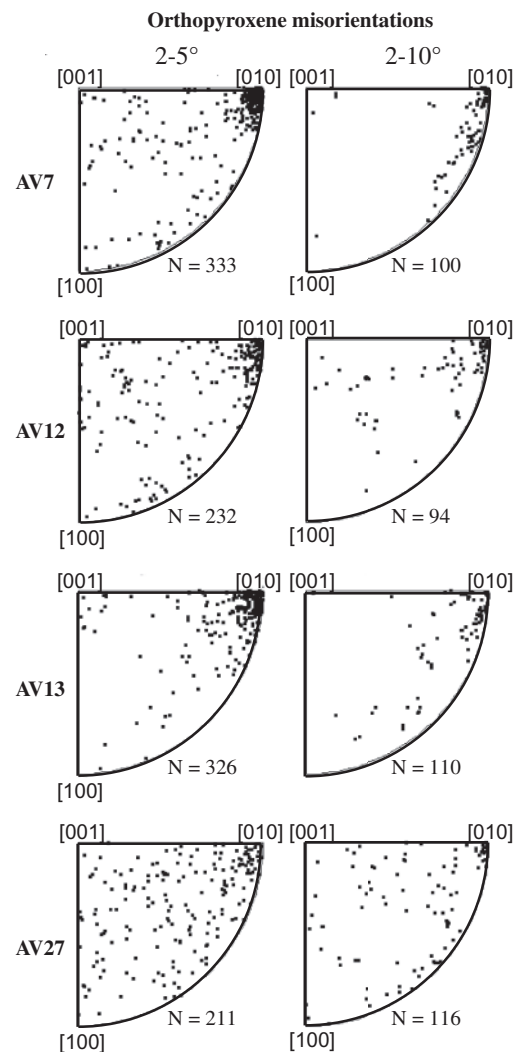 Orthopyroxene misorientations
2-5° 2-10°
[001] [010] [001] [010]
AV7
N = 333 N = 100
[100] [100]
[001] [010] [001] [010]
AV12
N = 232 N = 94
[100] [100]
[001] [010] [001] [010]
AV13
N = 326 N = 110
[100] [100]
[001] [010] [001] [010]
AV27
N = 211 N = 116
[100] [100]